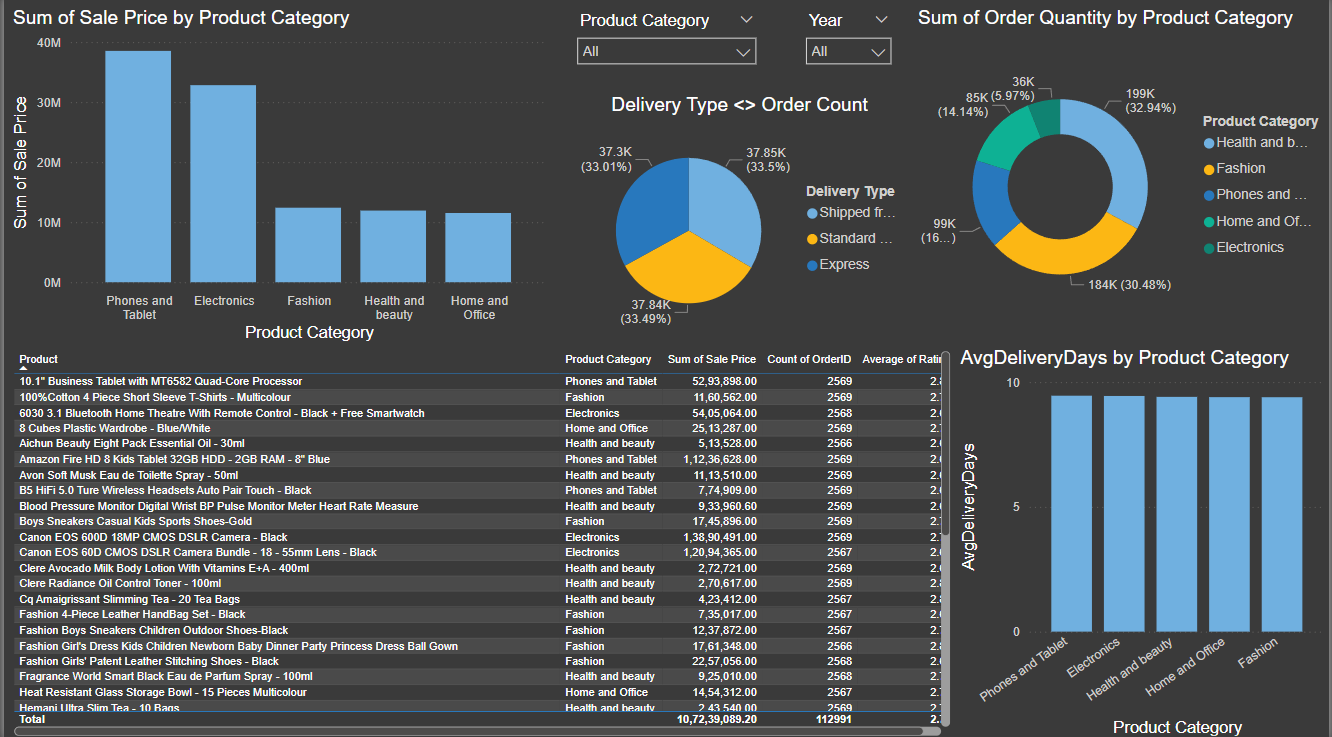 Sum of Sale Price by Product Category
40M
30M
20M
10M
0M
Sum of Sale Price
Phones and
Tablet
Electronics
Fashion
Health and
beauty
Home and
Office
Product Category
Product Category
All
Year
All
Delivery Type <> Order Count
37.3K
(33.01%)
37.85K
(33.5%)
37.84K
(33.49%)
Delivery Type
Shipped fr...
Standard ...
Express
Sum of Order Quantity by Product Category
36K
(5.97%)
85K
(14.14%)
199K
(32.94%)
99K
(16...)
184K (30.48%)
Product Category
Health and b...
Fashion
Phones and ...
Home and Of...
Electronics
Product Product Category Sum of Sale Price Count of OrderID Average of
10.1" Business Tablet with MT6582 Quad-Core Processor Phones and Tablet 52,93,898.00 2569
100%Cotton 4 Piece Short Sleeve T-Shirts - Multicolour Fashion 11,60,562.00 2569
6030 3.1 Bluetooth Home Theatre With Remote Control - Black + Free Smartwatch Electronics 54,05,064.00 2568
8 Cubes Plastic Wardrobe - Blue/White Home and Office 25,13,287.00 2569
Aichun Beauty Eight Pack Essential Oil - 30ml Health and beauty 5,13,528.00 2566
Amazon Fire HD 8 Kids Tablet 32GB HDD - 2GB RAM - 8" Blue Phones and Tablet 1,12,36,628.00 2569
Avon Soft Musk Eau de Toilette Spray - 50ml Health and beauty 11,13,510.00 2569
B5 HiFi 5.0 Ture Wireless Headsets Auto Pair Touch - Black Phones and Tablet 7,74,909.00 2569
Blood Pressure Monitor Digital Wrist BP Pulse Monitor Meter Heart Rate Measure Health and beauty 9,33,960.60 2569
Boys Sneakers Casual Kids Sports Shoes-Gold Fashion 17,45,896.00 2569
Canon EOS 600D 18MP CMOS DSLR Camera - Black Electronics 1,38,90,491.00 2569
Canon EOS 60D CMOS DSLR Camera Bundle - 18 - 55mm Lens - Black Electronics 1,20,94,365.00 2567
Clere Avocado Milk Body Lotion With Vitamins E+A - 400ml Health and beauty 2,72,721.00 2569
Clere Radiance Oil Control Toner - 100ml Health and beauty 2,70,617.00 2569
Cq Amaigrissant Slimming Tea - 20 Tea Bags Health and beauty 4,23,412.00 2567
Fashion 4-Piece Leather HandBag Set - Black Fashion 7,35,017.00 2567
Fashion Boys Sneakers Children Outdoor Shoes-Black Fashion 12,37,872.00 2567
Fashion Girl's Dress Kids Children Newborn Baby Dinner Party Princess Dress Ball Gown Fashion 17,61,348.00 2566
Fashion Girls' Patent Leather Stitching Shoes - Black Fashion 22,57,056.00 2568
Fragrance World Smart Black Eau de Parfum Spray - 100ml Health and beauty 9,25,010.00 2567
Heat Resistant Glass Storage Bowl - 15 Pieces Multicolour Home and Office 14,54,312.00 2567
Hemani Ultra Slim Tea - 10 Bags Health and beauty 2,43,540.00 2569
Total 10,72,39,089.20 112991
AvgDeliveryDays by Product Category
10
5
0
AvgDeliveryDays
Phones and Tablet
Electronics
Health and beauty
Home and Office
Fashion
Product Category